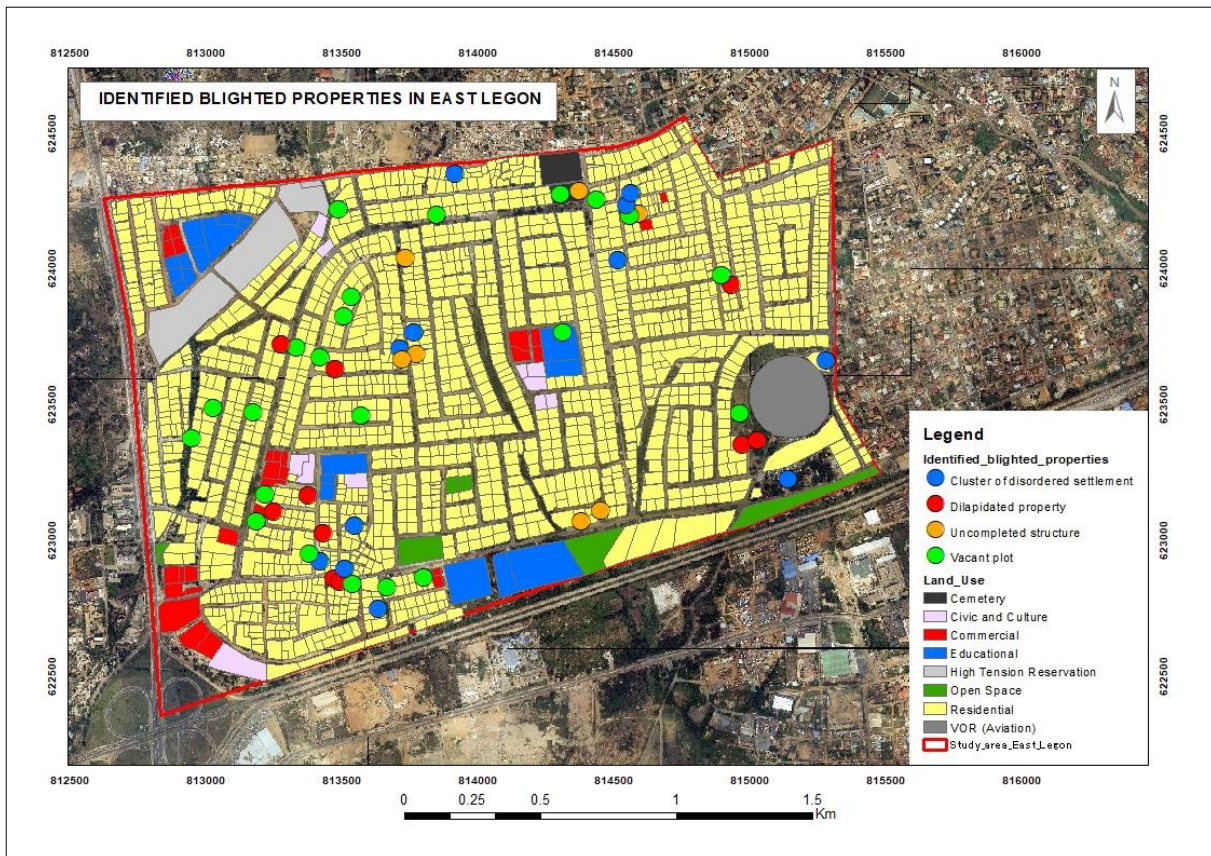 812500 813000 813500 814000 814500 815000 815500 816000
IDENTIFIED BLIGHTED PROPERTIES IN EAST LEGON
N
624500
624000
623500
623000
622500
624500
624000
623500
623000
622500
Legend
Identified_blighted_properties
Cluster of disordered settlement
Dilapidated property
Uncompleted structure
Vacant plot
Land_Use
Cemetery
Civic and Culture
Commercial
Educational
High Tension Reservation
Open Space
Residential
VOR (Aviation)
Study_area_East_Legon
812500 813000 813500 814000 814500 815000 815500 816000
0 0.25 0.5 1 1.5
Km